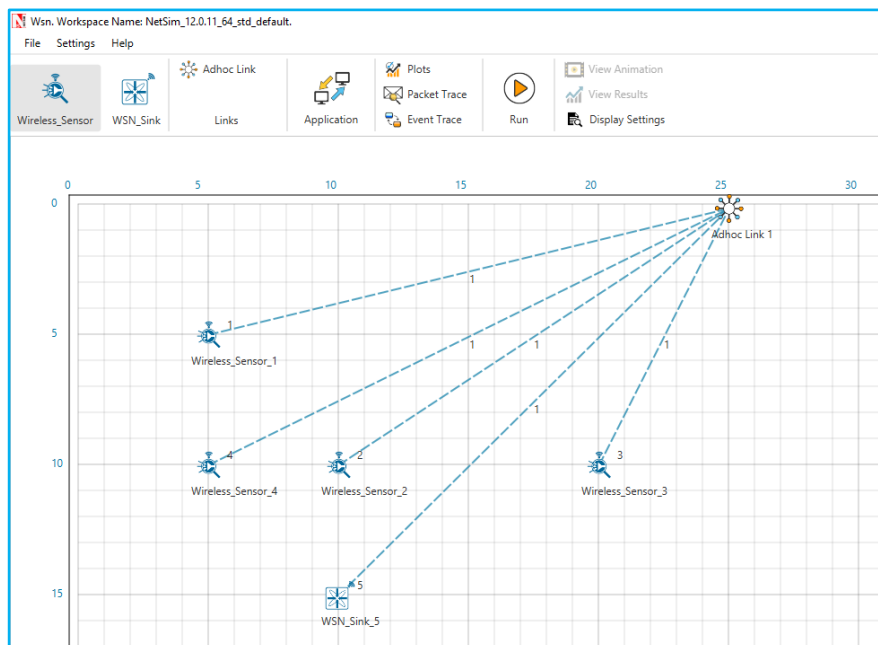 Wsn. Workspace Name: NetSim_12.0.11_64_std_default.
File Settings Help
Wireless_Sensor
WSN_Sink
Adhoc Link
Links
Application
Plots
Packet Trace
Event Trace
Run
View Animation
View Results
Display Settings
0 5 10 15 20 25 30
0
Adhoc Link 1
1
1
5
1 1 1
Wireless_Sensor_1
1
10
4 2 3
Wireless_Sensor_4 Wireless_Sensor_2 Wireless_Sensor_3
15
5
WSN_Sink_5